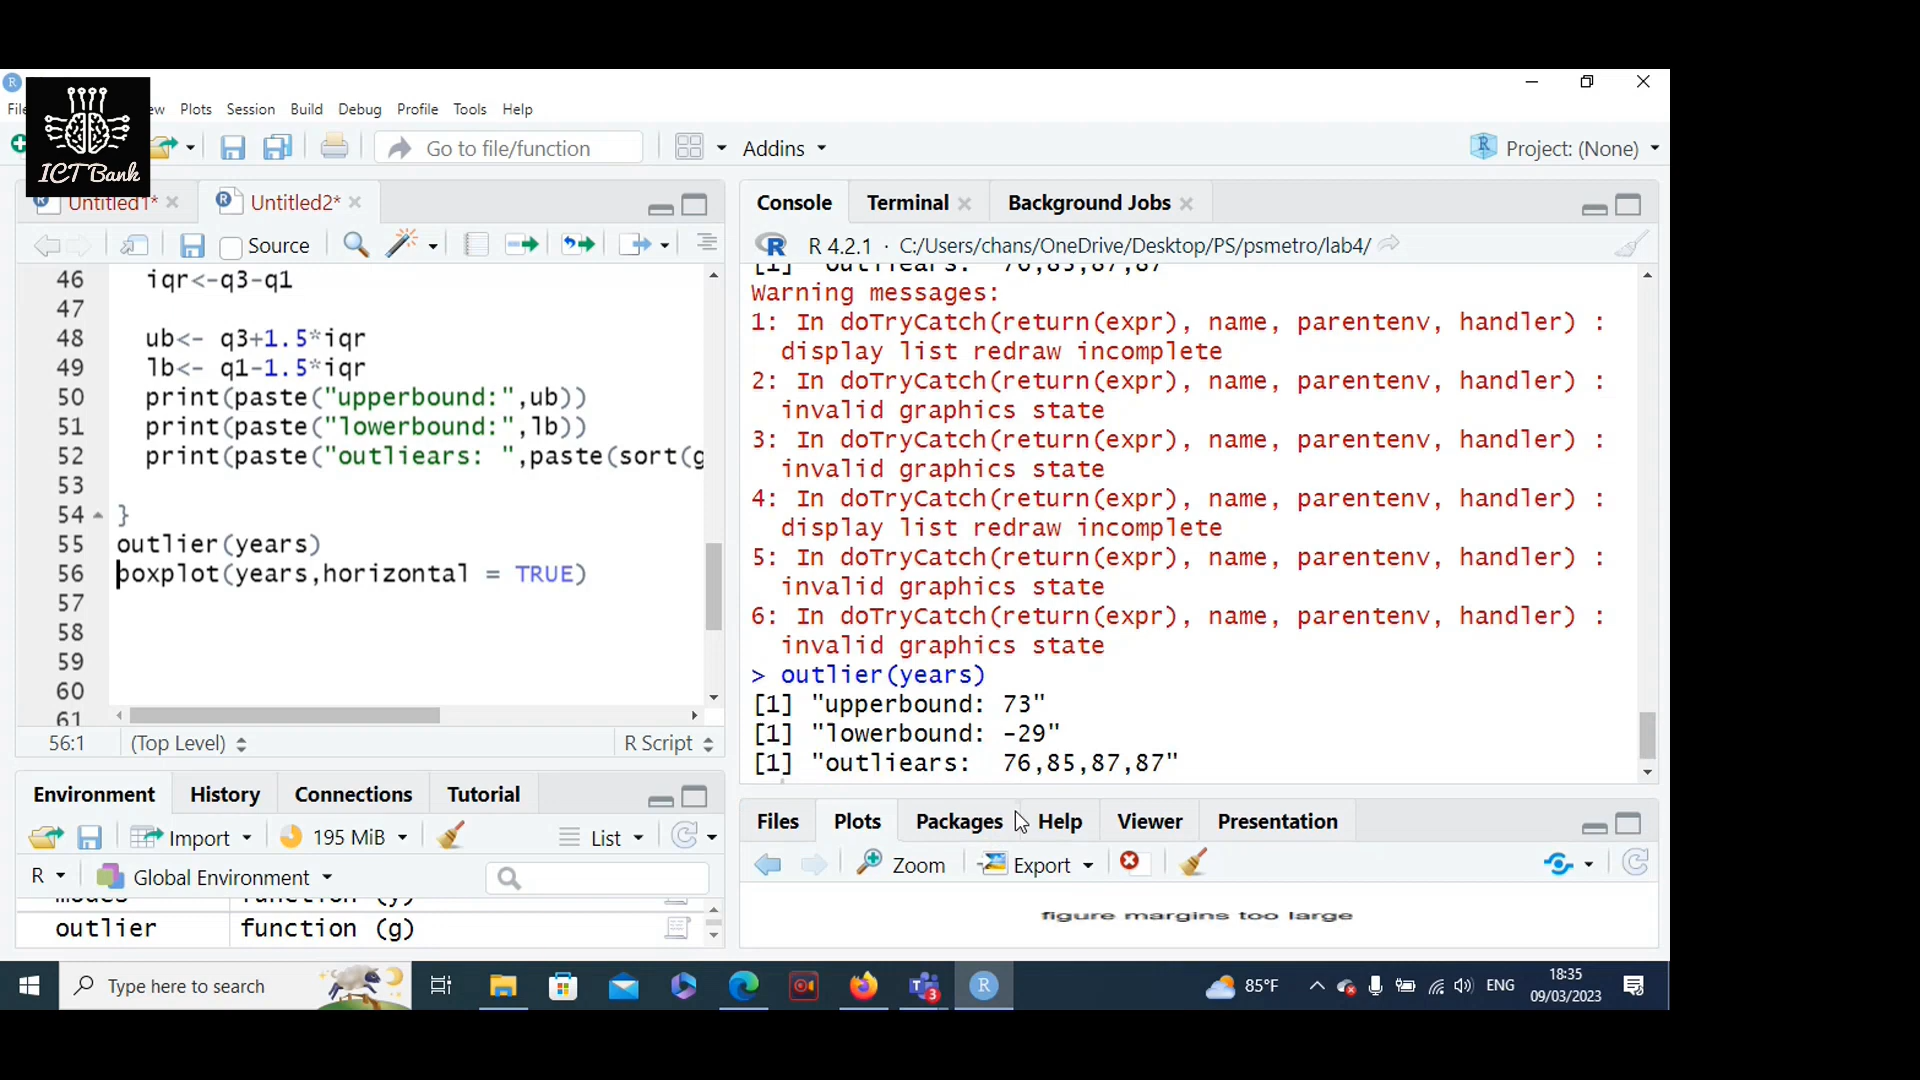 ICT Bank
Plots Session Build Debug Profile Tools Help
Go to file/function
Addins
Project: (None)
Untitled1*
Untitled2*
Source
46 iqr<-q3-q1
47
48 ub<- q3+1.5*iqr
49 lb<- q1-1.5*iqr
50 print(paste("upperbound:",ub))
51 print(paste("lowerbound:",lb))
52 print(paste("outliears: ",paste(sort(g
53
54 }
55 outlier(years)
56 boxplot(years,horizontal = TRUE)
57
58
59
60
61
56:1 (Top Level) R Script
Console Terminal Background Jobs
R 4.2.1 · C:/Users/chans/OneDrive/Desktop/PS/psmetro/lab4/
[1] "outliears: 76,85,87,87"
Warning messages:
1: In doTryCatch(return(expr), name, parentenv, handler) :
display list redraw incomplete
2: In doTryCatch(return(expr), name, parentenv, handler) :
invalid graphics state
3: In doTryCatch(return(expr), name, parentenv, handler) :
invalid graphics state
4: In doTryCatch(return(expr), name, parentenv, handler) :
display list redraw incomplete
5: In doTryCatch(return(expr), name, parentenv, handler) :
invalid graphics state
6: In doTryCatch(return(expr), name, parentenv, handler) :
invalid graphics state
> outlier(years)
[1] "upperbound: 73"
[1] "lowerbound: -29"
[1] "outliears:  76,85,87,87"
Environment History Connections Tutorial
Import 195 MiB List
R Global Environment
modes function (y)
outlier function (g)
Files Plots Packages Help Viewer Presentation
Zoom Export
figure margins too large
Type here to search
3
85°F
ENG
18:35
09/03/2023